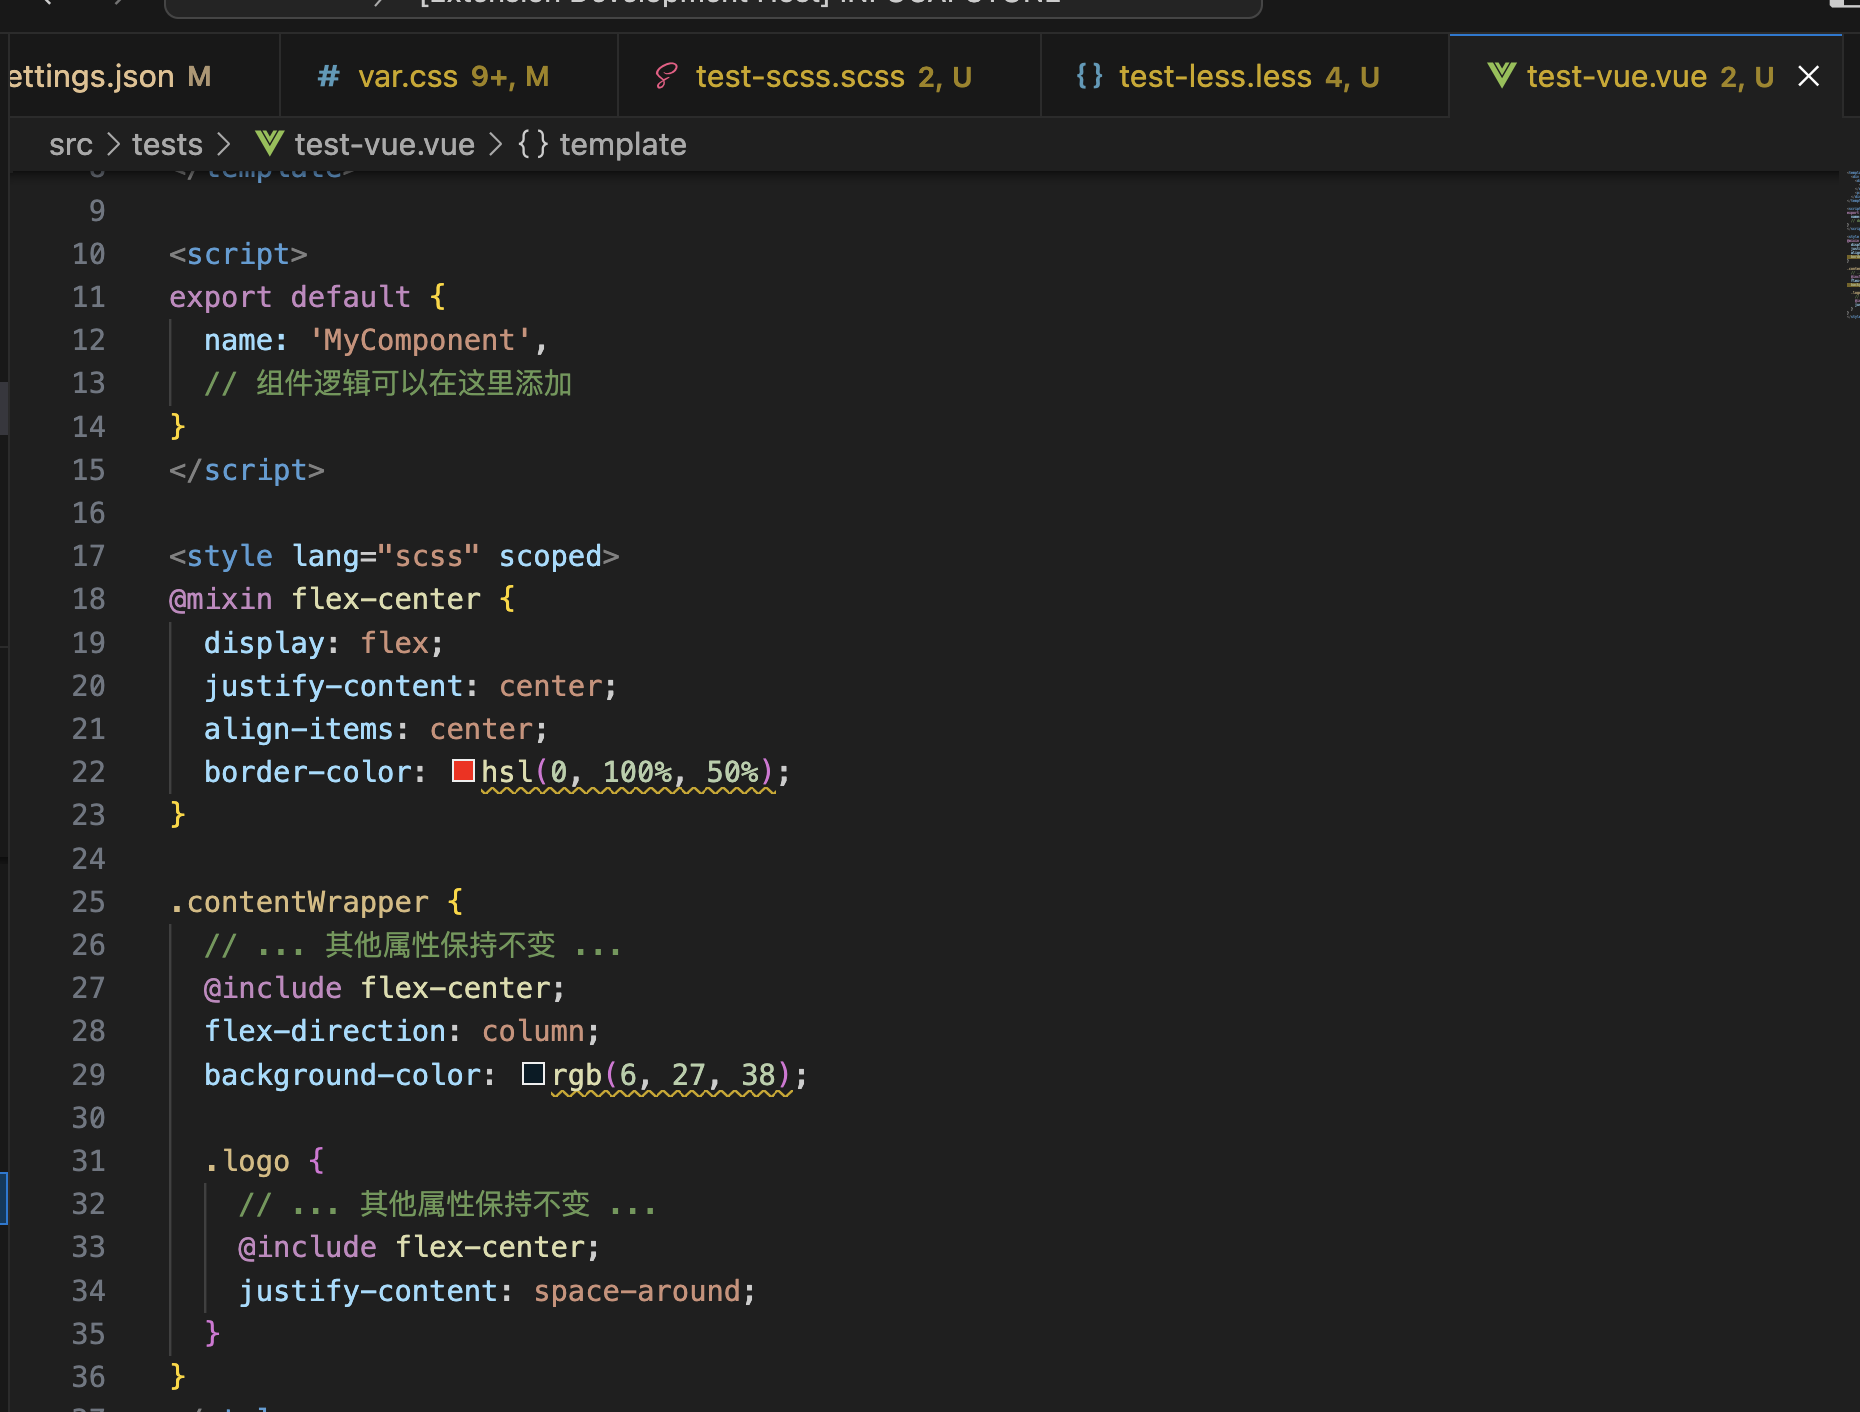 [Extension Development Host] INFOCAPSTONE
ettings.json M
# var.css 9+, M
test-scss.scss 2, U
{} test-less.less 4, U
test-vue.vue 2, U
src > tests > test-vue.vue > {} template
8 </template>
9
10 <script>
11 export default {
12 name: 'MyComponent',
13 // 组件逻辑可以在这里添加
14 }
15 </script>
16
17 <style lang="scss" scoped>
18 @mixin flex-center {
19 display: flex;
20 justify-content: center;
21 align-items: center;
22 border-color: hsl(0, 100%, 50%);
23 }
24
25 .contentWrapper {
26 // ... 其他属性保持不变 ...
27 @include flex-center;
28 flex-direction: column;
29 background-color: rgb(6, 27, 38);
30
31 .logo {
32 // ... 其他属性保持不变 ...
33 @include flex-center;
34 justify-content: space-around;
35 }
36 }